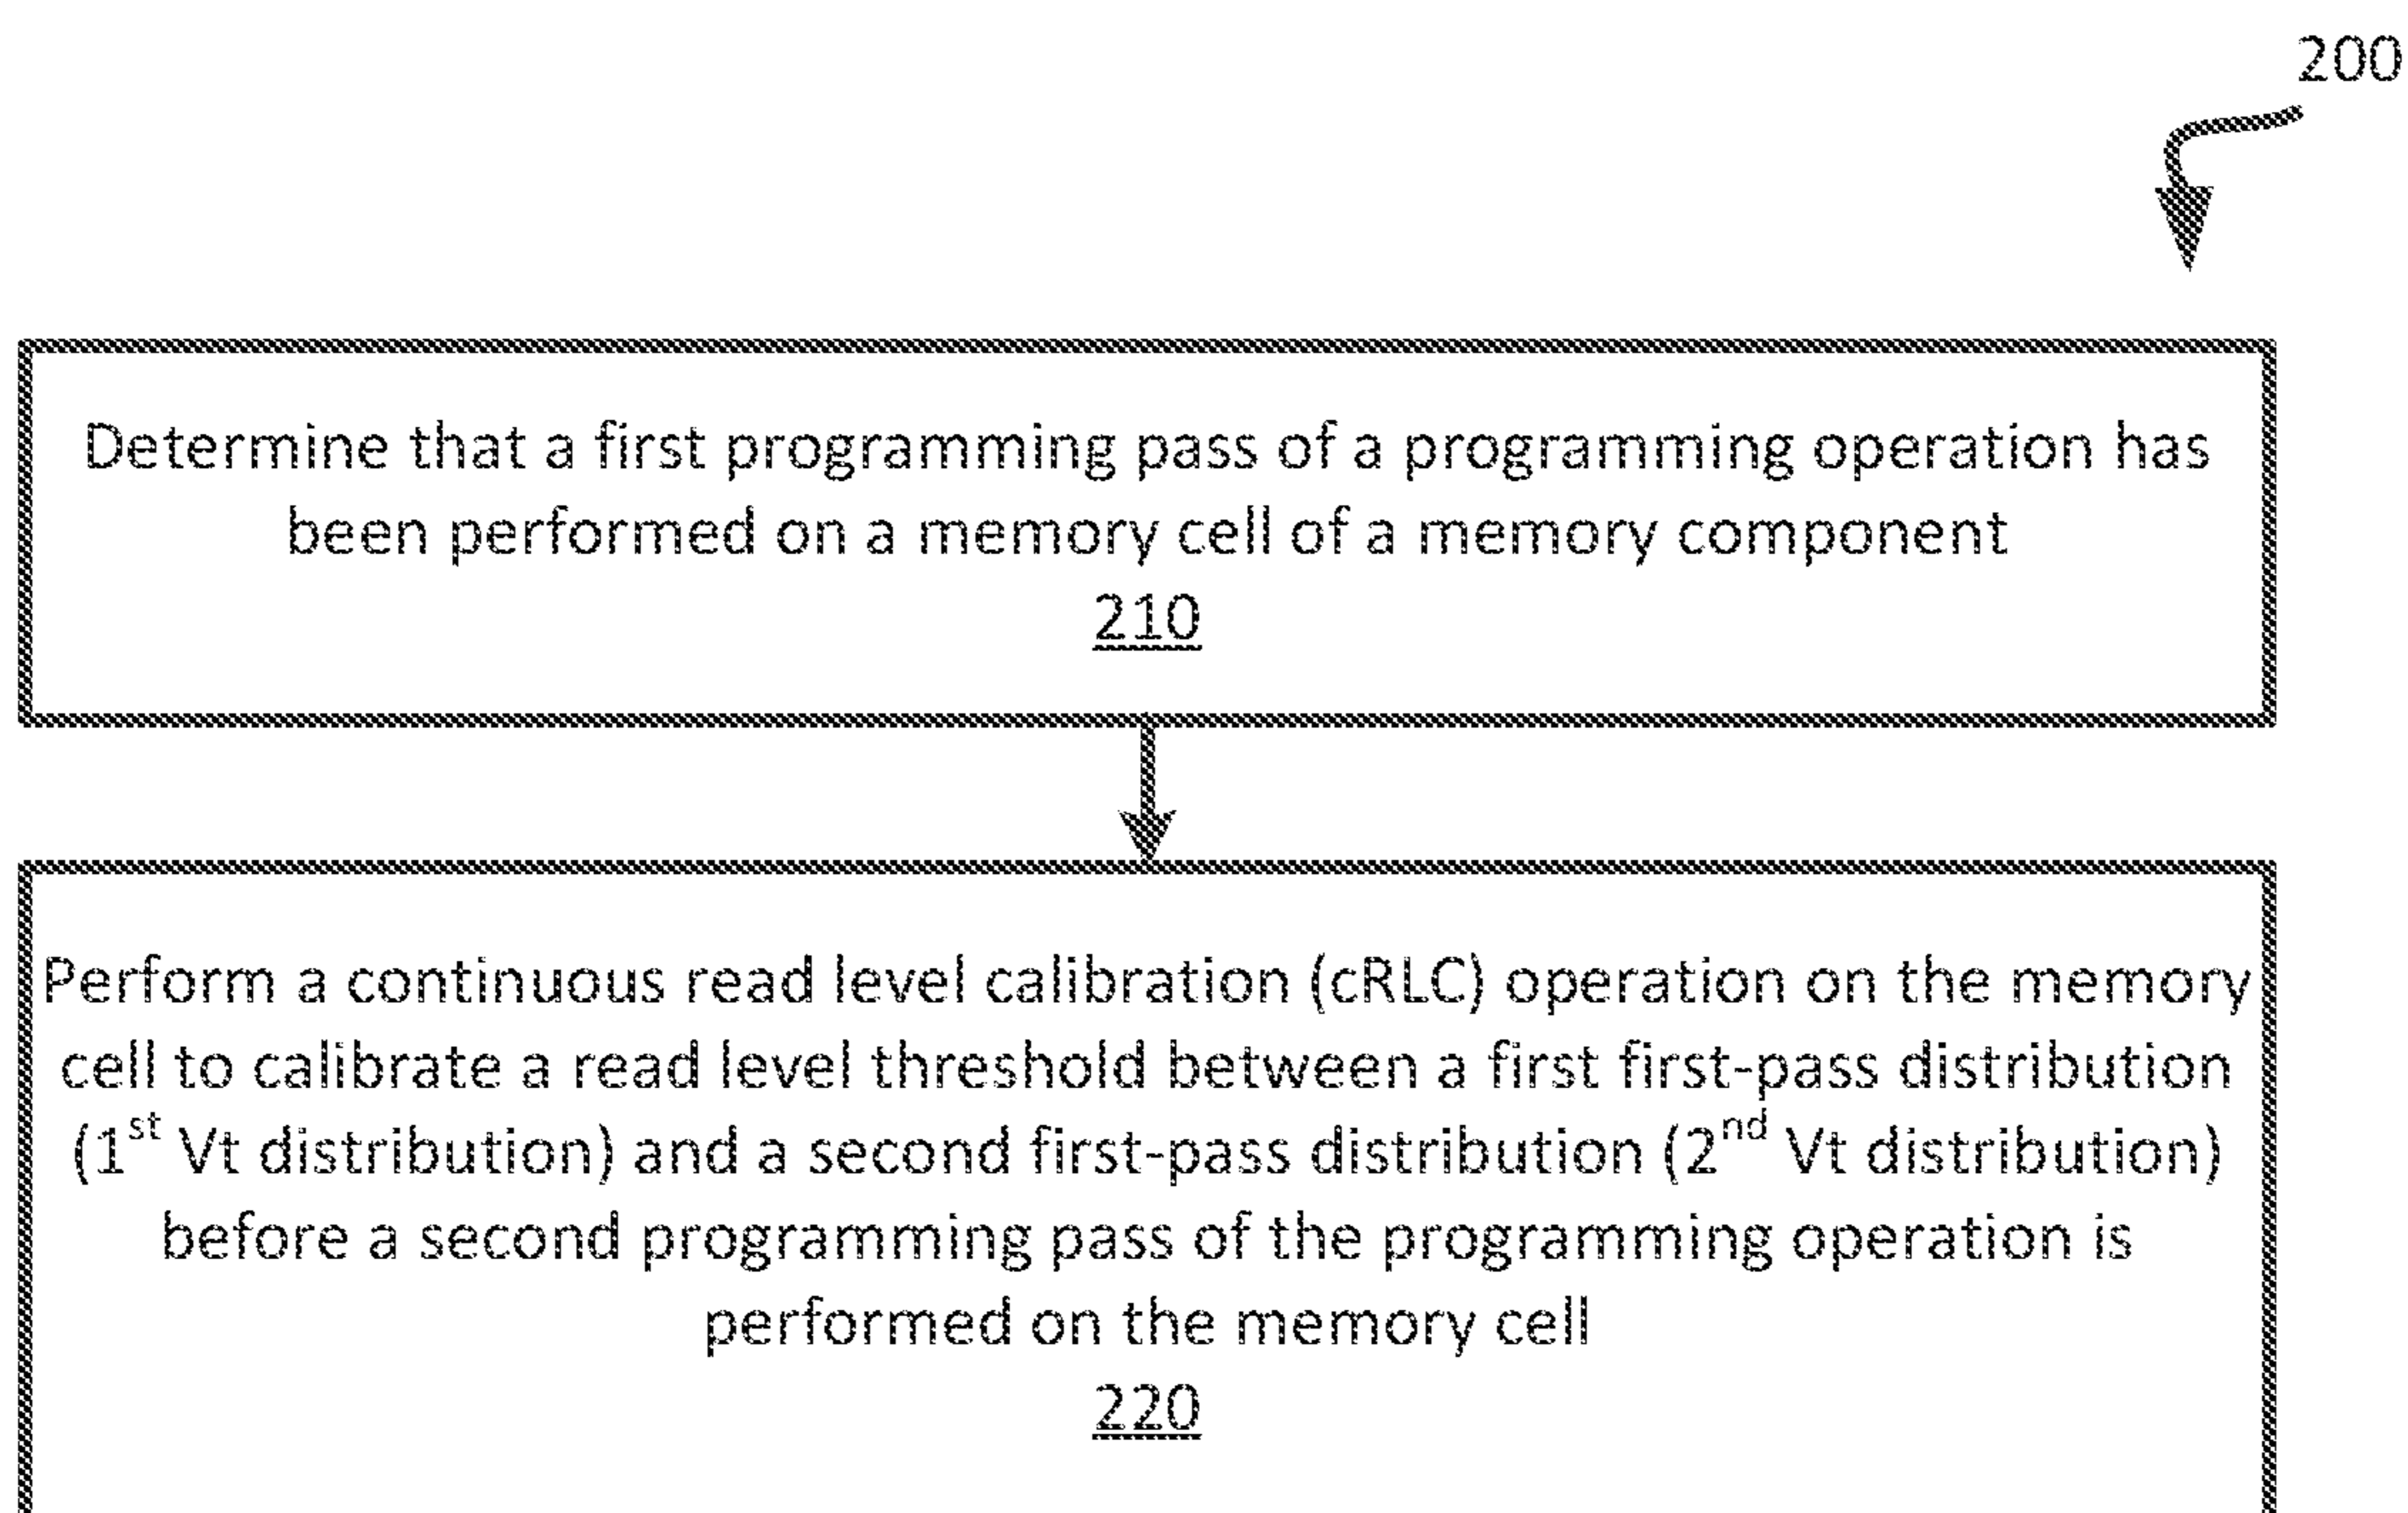 200
Determine that a first programming pass of a programming operation has
been performed on a memory cell of a memory component
210
Perform a continuous read level calibration (cRLC) operation on the memory
cell to calibrate a read level threshold between a first first-pass distribution
(1st Vt distribution) and a second first-pass distribution (2nd Vt distribution)
before a second programming pass of the programming operation is
performed on the memory cell
220